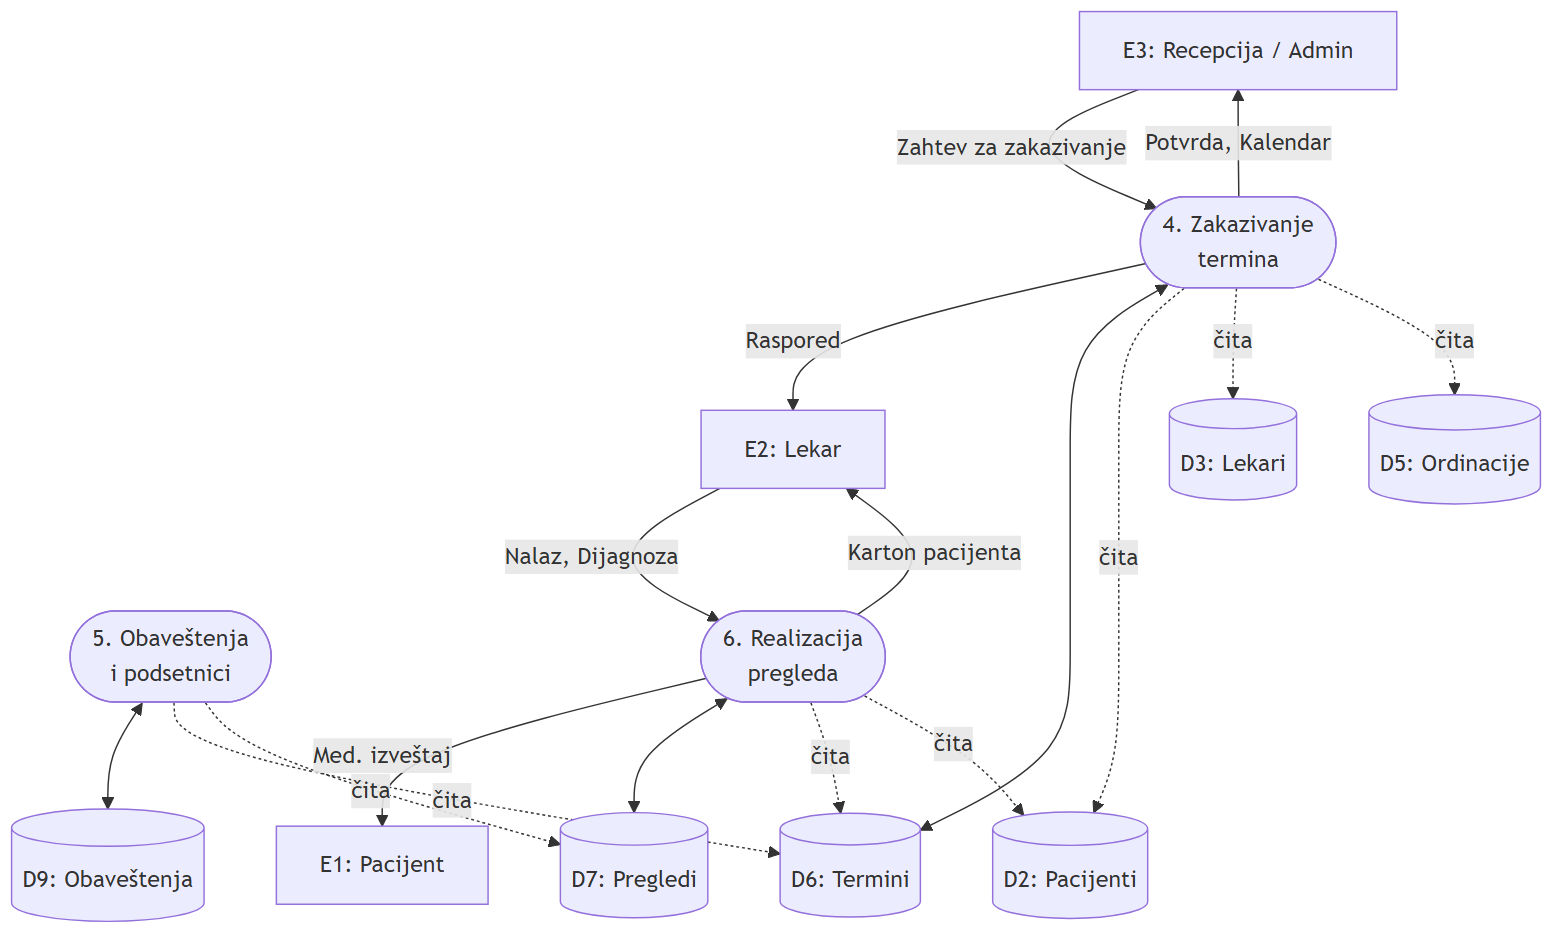 E3: Recepcija / Admin
Zahtev za zakazivanje
Potvrda, Kalendar
4. Zakazivanje
termina
Raspored
čita
čita
E2: Lekar
D3: Lekari
D5: Ordinacije
Nalaz, Dijagnoza
Karton pacijenta
čita
5. Obaveštenja
i podsetnici
6. Realizacija
pregleda
Med. izveštaj
čita
čita
čita
čita
D9: Obaveštenja
E1: Pacijent
D7: Pregledi
D6: Termini
D2: Pacijenti